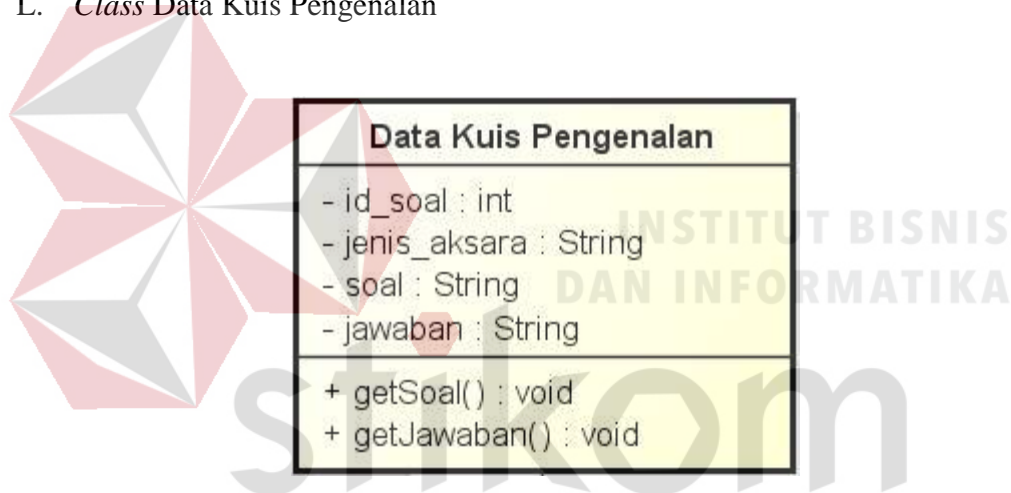 L. Class Data Kuis Pengenalan
Data Kuis Pengenalan
- id_soal : int
- jenis_aksara : String
- soal : String
- jawaban : String
+ getSoal() : void
+ getJawaban() : void
INSTITUT BISNIS
DAN INFORMATIKA
stikom